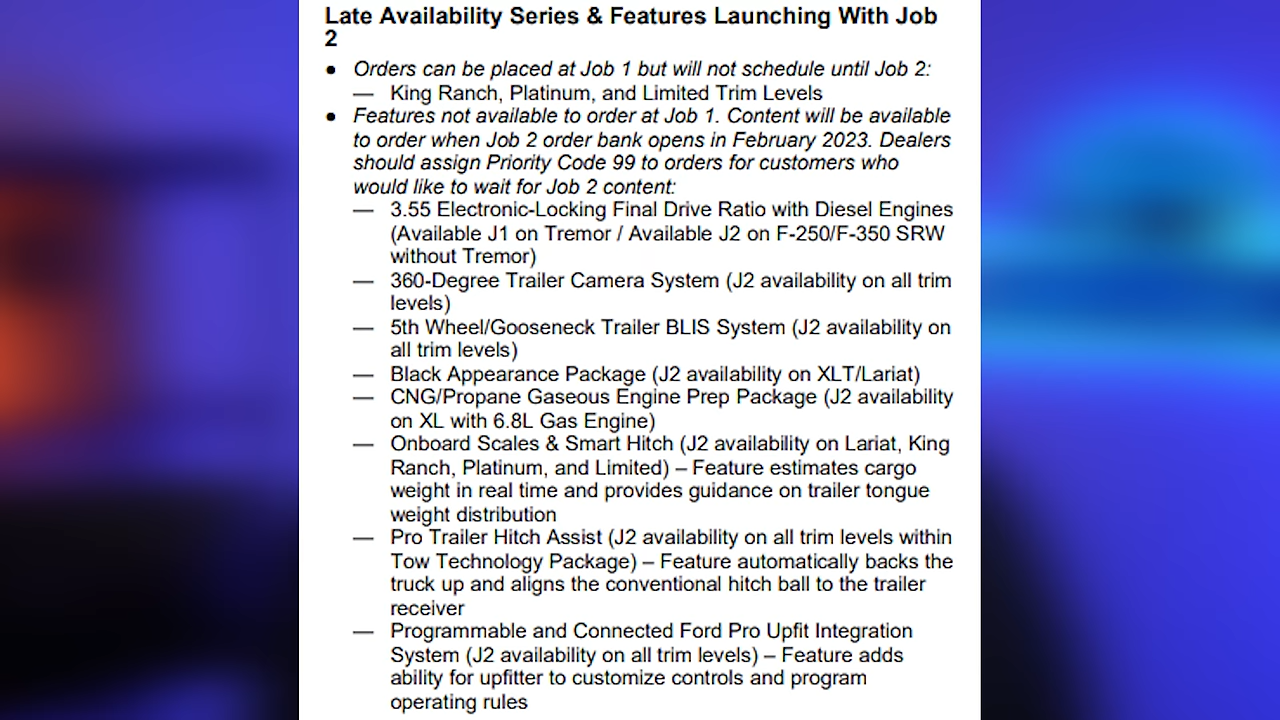 Late Availability Series & Features Launching With Job
2
● Orders can be placed at Job 1 but will not schedule until Job 2:
— King Ranch, Platinum, and Limited Trim Levels
● Features not available to order at Job 1. Content will be available
to order when Job 2 order bank opens in February 2023. Dealers
should assign Priority Code 99 to orders for customers who
would like to wait for Job 2 content:
— 3.55 Electronic-Locking Final Drive Ratio with Diesel Engines
(Available J1 on Tremor / Available J2 on F-250/F-350 SRW
without Tremor)
— 360-Degree Trailer Camera System (J2 availability on all trim
levels)
— 5th Wheel/Gooseneck Trailer BLIS System (J2 availability on
all trim levels)
— Black Appearance Package (J2 availability on XLT/Lariat)
— CNG/Propane Gaseous Engine Prep Package (J2 availability
on XL with 6.8L Gas Engine)
— Onboard Scales & Smart Hitch (J2 availability on Lariat, King
Ranch, Platinum, and Limited) – Feature estimates cargo
weight in real time and provides guidance on trailer tongue
weight distribution
— Pro Trailer Hitch Assist (J2 availability on all trim levels within
Tow Technology Package) – Feature automatically backs the
truck up and aligns the conventional hitch ball to the trailer
receiver
— Programmable and Connected Ford Pro Upfit Integration
System (J2 availability on all trim levels) – Feature adds
ability for upfitter to customize controls and program
operating rules